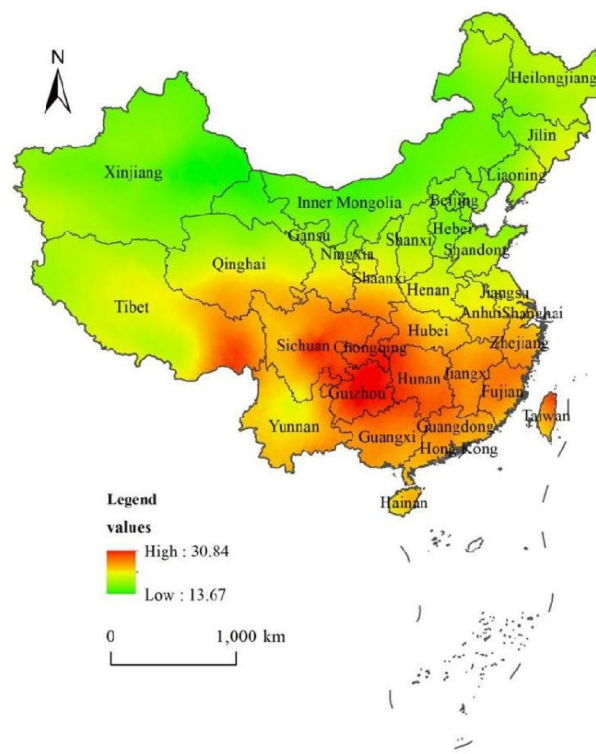 N
Heilongjiang
Jilin
Liaoning
Xinjiang
Inner Mongolia
Beijing
Gansu
Hebei
Shanxi
Ningxia
Shandong
Qinghai
Shaanxi
Henan
Jiangsu
Tibet
Anhui
Shanghai
Hubei
Sichuan
Chongqing
Zhejiang
Guizhou
Hunan
Jiangxi
Fujian
Taiwan
Yunnan
Guangxi
Guangdong
Hong Kong
Hainan
Legend
values
High : 30.84
Low : 13.67
0 1,000 km